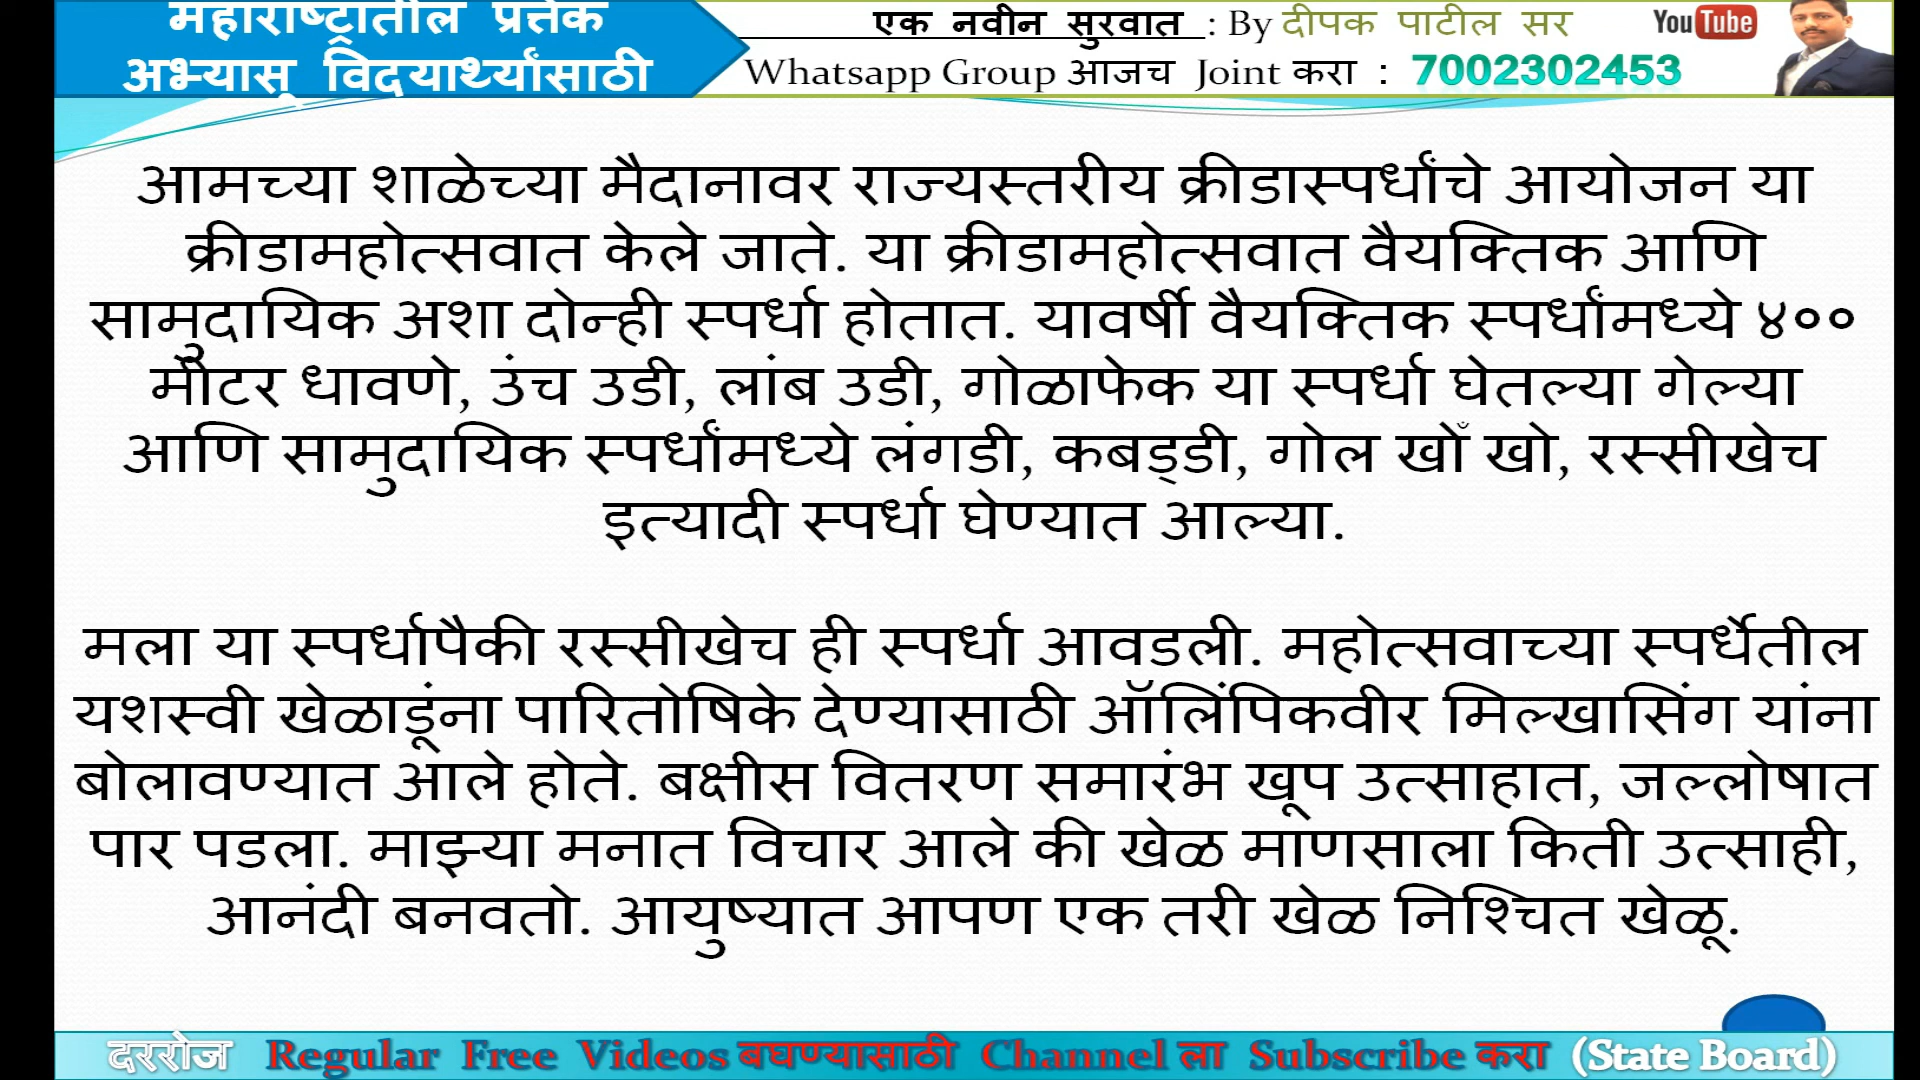 महाराष्ट्रातील प्रत्तेक
अभ्यासू विदयार्थ्यांसाठी
एक नवीन सुरवात : By दीपक पाटील सर
YouTube
Whatsapp Group आजच Joint करा : 7002302453
आमच्या शाळेच्या मैदानावर राज्यस्तरीय क्रीडास्पर्धांचे आयोजन या
क्रीडामहोत्सवात केले जाते. या क्रीडामहोत्सवात वैयक्तिक आणि
सामुदायिक अशा दोन्ही स्पर्धा होतात. यावर्षी वैयक्तिक स्पर्धांमध्ये ४००
मीटर धावणे, उंच उडी, लांब उडी, गोळाफेक या स्पर्धा घेतल्या गेल्या
आणि सामुदायिक स्पर्धांमध्ये लंगडी, कबड्डी, गोल खोँ खो, रस्सीखेच
इत्यादी स्पर्धा घेण्यात आल्या.
मला या स्पर्धापैकी रस्सीखेच ही स्पर्धा आवडली. महोत्सवाच्या स्पर्धेतील
यशस्वी खेळाडूंना पारितोषिके देण्यासाठी ऑलिंपिकवीर मिल्खासिंग यांना
बोलावण्यात आले होते. बक्षीस वितरण समारंभ खूप उत्साहात, जल्लोषात
पार पडला. माझ्या मनात विचार आले की खेळ माणसाला किती उत्साही,
आनंदी बनवतो. आयुष्यात आपण एक तरी खेळ निश्चित खेळू.
दररोज Regular Free Videos बघण्यासाठी Channel ला Subscribe करा (State Board)